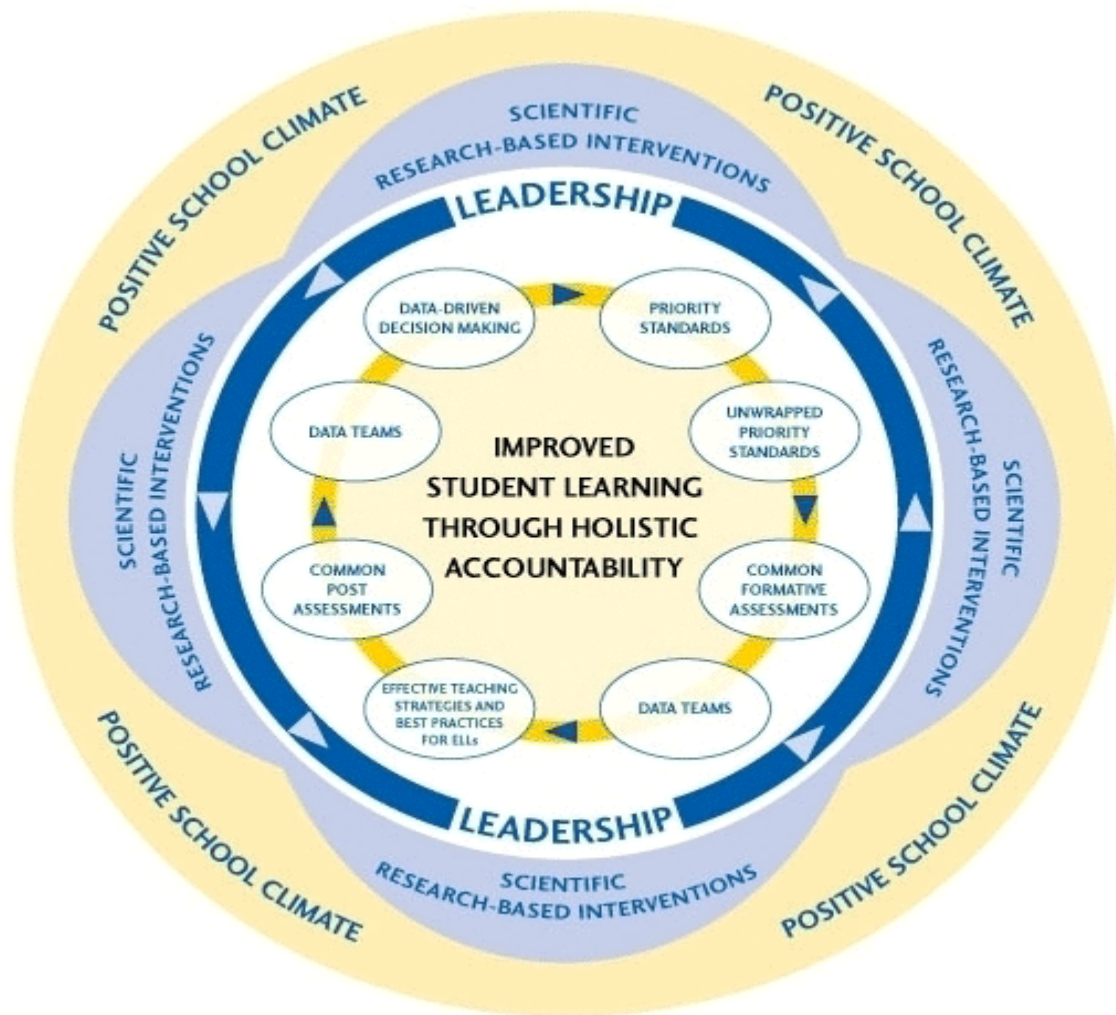 POSITIVE SCHOOL CLIMATE
POSITIVE SCHOOL CLIMATE
SCIENTIFIC
RESEARCH-BASED INTERVENTIONS
LEADERSHIP
SCIENTIFIC
RESEARCH-BASED INTERVENTIONS
SCIENTIFIC
RESEARCH-BASED INTERVENTIONS
DATA-DRIVEN
DECISION MAKING
PRIORITY
STANDARDS
DATA TEAMS
UNWRAPPED
PRIORITY
STANDARDS
IMPROVED
STUDENT LEARNING
THROUGH HOLISTIC
ACCOUNTABILITY
COMMON
POST
ASSESSMENTS
COMMON
FORMATIVE
ASSESSMENTS
EFFECTIVE TEACHING
STRATEGIES AND
BEST PRACTICES
FOR ELLs
DATA TEAMS
LEADERSHIP
SCIENTIFIC
RESEARCH-BASED INTERVENTIONS
POSITIVE SCHOOL CLIMATE
POSITIVE SCHOOL CLIMATE